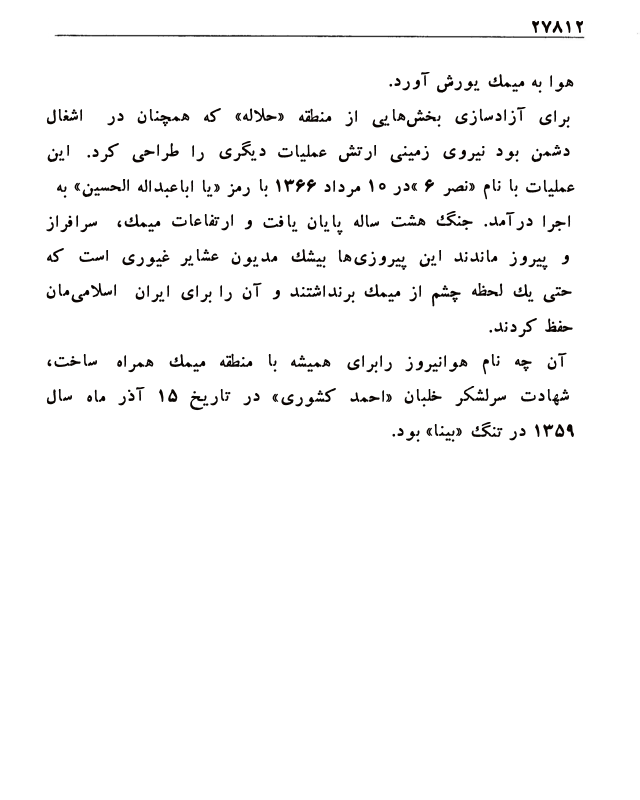 ۲۷۸۱۲
هوا به میمك یورش آورد.
برای آزادسازی بخش‌هایی از منطقه «حلاله» که همچنان در اشغال
دشمن بود نیروی زمینی ارتش عملیات دیگری را طراحی کرد. این
عملیات با نام «نصر ۶ »در ۱۰ مرداد ۱۳۶۶ با رمز «یا اباعبداله الحسین» به
اجرا درآمد. جنگ هشت ساله پایان یافت و ارتفاعات میمك، سرافراز
و پیروز ماندند این پیروزی‌ها بیشك مدیون عشایر غیوری است که
حتی یك لحظه چشم از میمك برنداشتند و آن را برای ایران اسلامی‌مان
حفظ کردند.
آن چه نام هوانیروز رابرای همیشه با منطقه میمك همراه ساخت،
شهادت سرلشکر خلبان «احمد کشوری» در تاریخ ۱۵ آذر ماه سال
۱۳۵۹ در تنگ «بینا» بود.